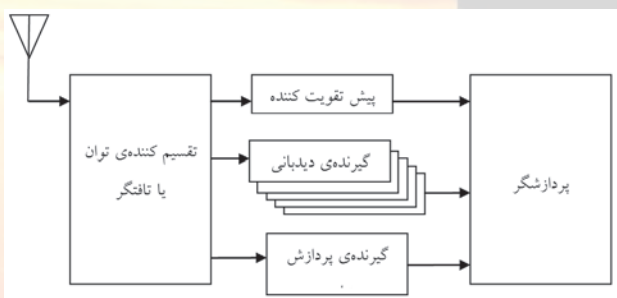 پیش تقویت کننده
تقسیم کننده‌ی توان
یا تافتگر
گیرنده‌ی دیدبانی
پردازشگر
گیرنده‌ی پردازش
.